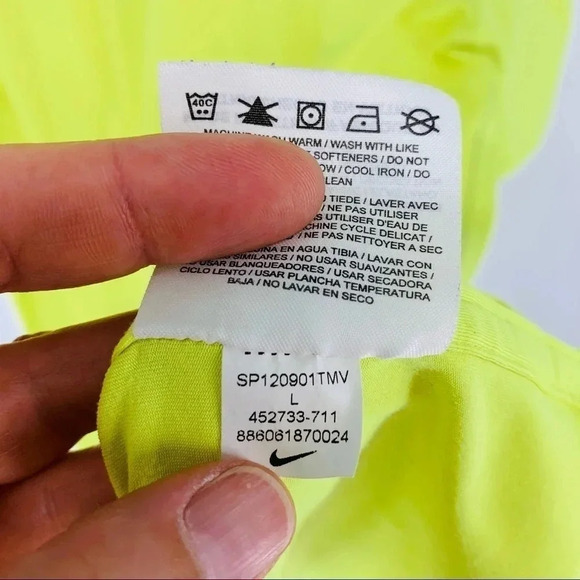 40C
MACHINE WASH WARM / WASH WITH LIKE
SOFTENERS / DO NOT
/ COOL IRON / DO
CLEAN
TIEDE / LAVER AVEC
/ NE PAS UTILISER
UTILISER D'EAU DE
CYCLE DELICAT /
/ NE PAS NETTOYER A SEC
EN AGUA TIBIA / LAVAR CON
SIMILARES / NO USAR SUAVIZANTES /
USAR BLANQUEADORES / USAR SECADORA
CICLO LENTO / USAR PLANCHA TEMPERATURA
BAJA / NO LAVAR EN SECO
SP120901TMV
L
452733-711
886061870024